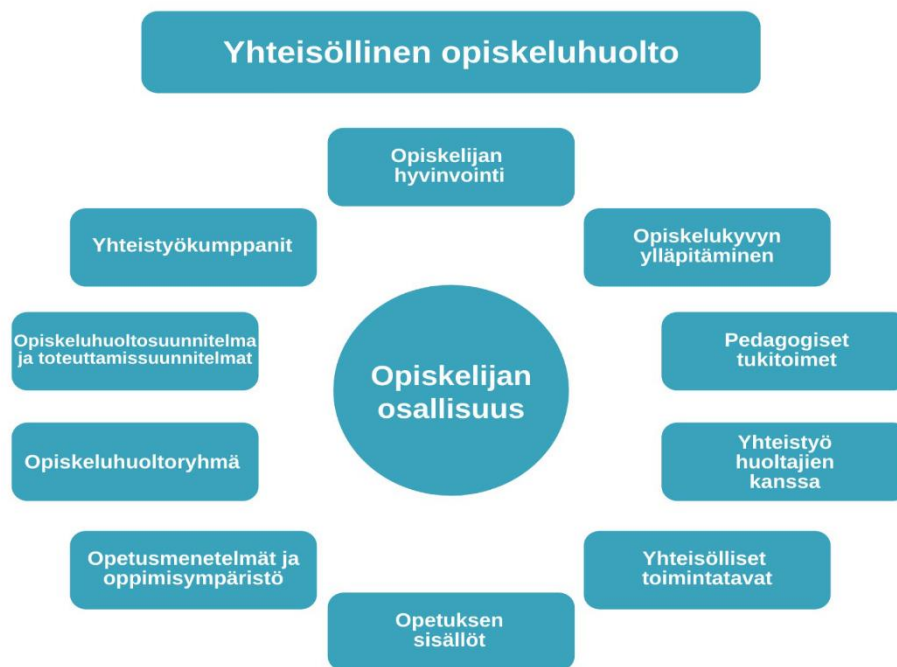 Yhteisöllinen opiskeluhuolto
Opiskelijan
hyvinvointi
Yhteistyökumppanit
Opiskelukyvyn
ylläpitäminen
Opiskeluhuoltosuunnitelma
ja toteuttamissuunnitelmat
Opiskelijan
osallisuus
Pedagogiset
tukitoimet
Opiskeluhuoltoryhmä
Yhteistyö
huoltajien
kanssa
Opetusmenetelmät ja
oppimisympäristö
Yhteisölliset
toimintatavat
Opetuksen
sisällöt